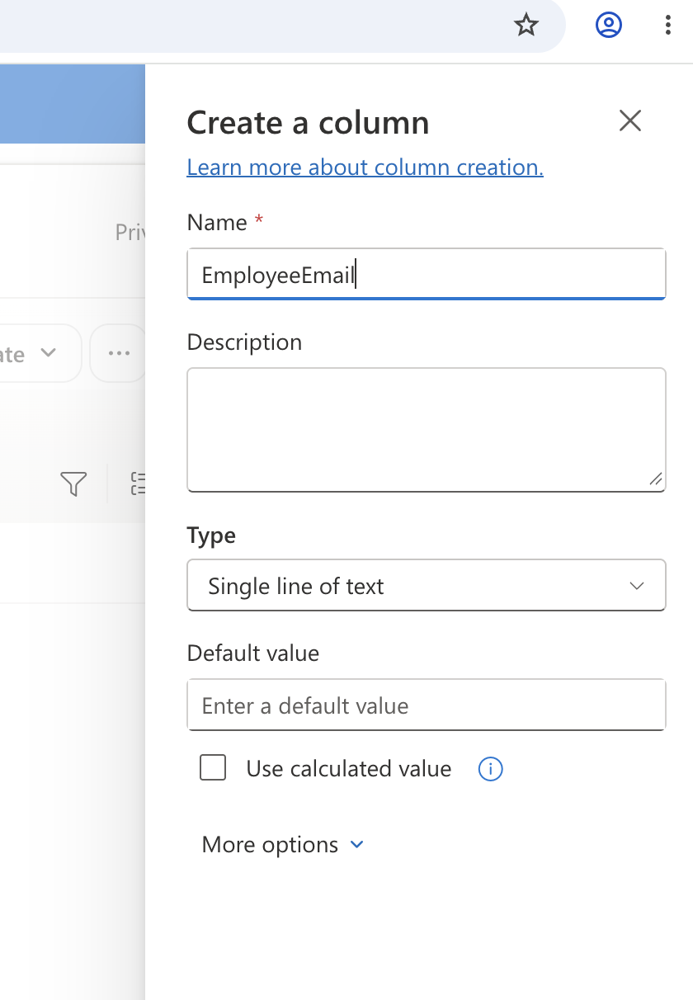 Create a column
Learn more about column creation.
Name *
EmployeeEmail
Description
Type
Single line of text
Default value
Enter a default value
Use calculated value
More options